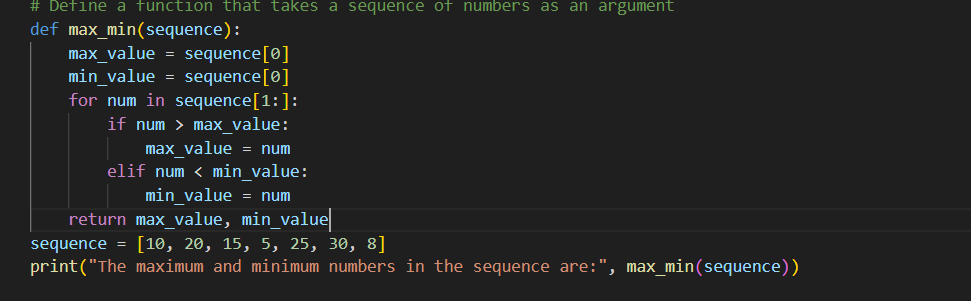 # Define a function that takes a sequence of numbers as an argument
def max_min(sequence):
    max_value = sequence[0]
    min_value = sequence[0]
    for num in sequence[1:]:
        if num > max_value:
            max_value = num
        elif num < min_value:
            min_value = num
    return max_value, min_value
sequence = [10, 20, 15, 5, 25, 30, 8]
print("The maximum and minimum numbers in the sequence are:", max_min(sequence))